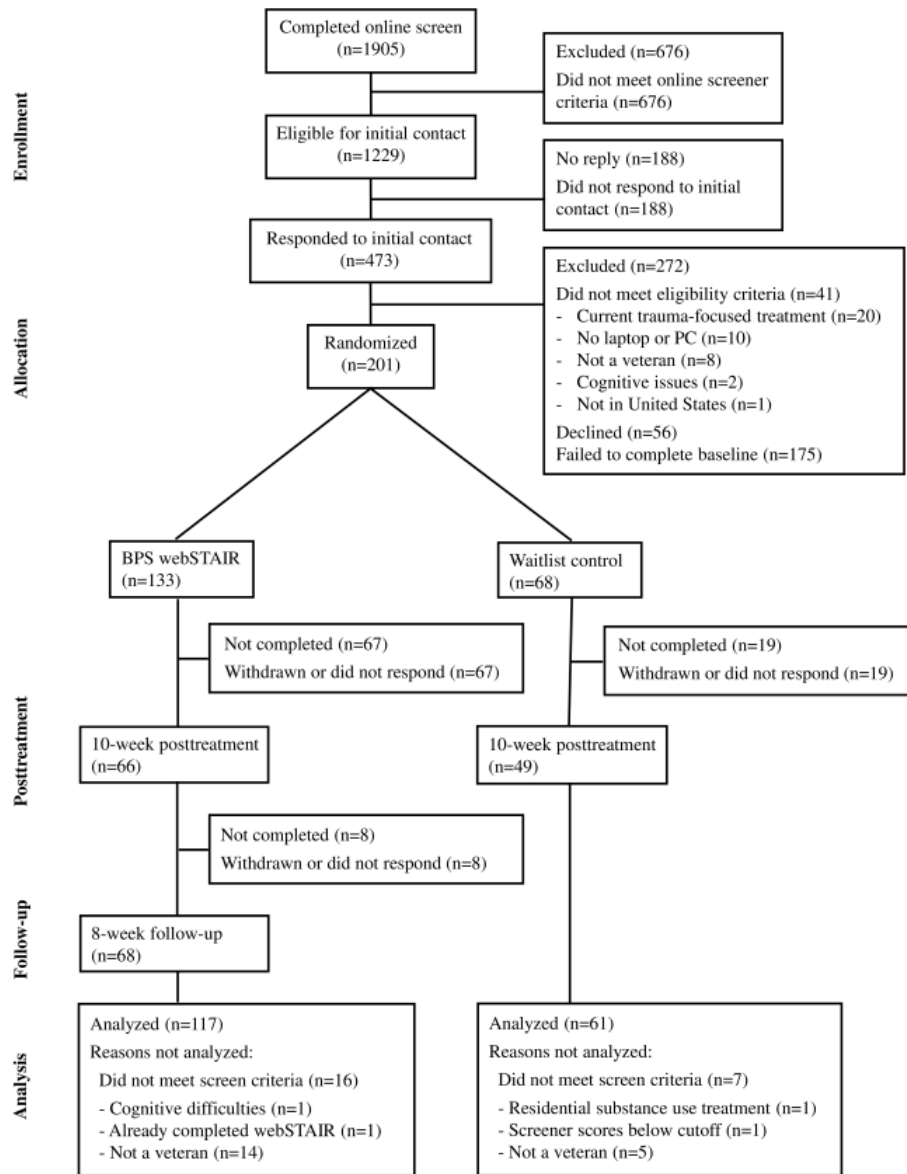 Completed online screen
(n=1905)
Excluded (n=676)
Did not meet online screener
criteria (n=676)
Enrollment
Eligible for initial contact
(n=1229)
No reply (n=188)
Did not respond to initial
contact (n=188)
Responded to initial contact
(n=473)
Excluded (n=272)
Did not meet eligibility criteria (n=41)
- Current trauma-focused treatment (n=20)
- No laptop or PC (n=10)
- Not a veteran (n=8)
- Cognitive issues (n=2)
- Not in United States (n=1)
Declined (n=56)
Failed to complete baseline (n=175)
Allocation
Randomized
(n=201)
BPS webSTAIR
(n=133)
Waitlist control
(n=68)
Not completed (n=67)
Withdrawn or did not respond (n=67)
Not completed (n=19)
Withdrawn or did not respond (n=19)
Posttreatment
10-week posttreatment
(n=66)
10-week posttreatment
(n=49)
Not completed (n=8)
Withdrawn or did not respond (n=8)
Follow-up
8-week follow-up
(n=68)
Analysis
Analyzed (n=117)
Reasons not analyzed:
Did not meet screen criteria (n=16)
- Cognitive difficulties (n=1)
- Already completed webSTAIR (n=1)
- Not a veteran (n=14)
Analyzed (n=61)
Reasons not analyzed:
Did not meet screen criteria (n=7)
- Residential substance use treatment (n=1)
- Screener scores below cutoff (n=1)
- Not a veteran (n=5)